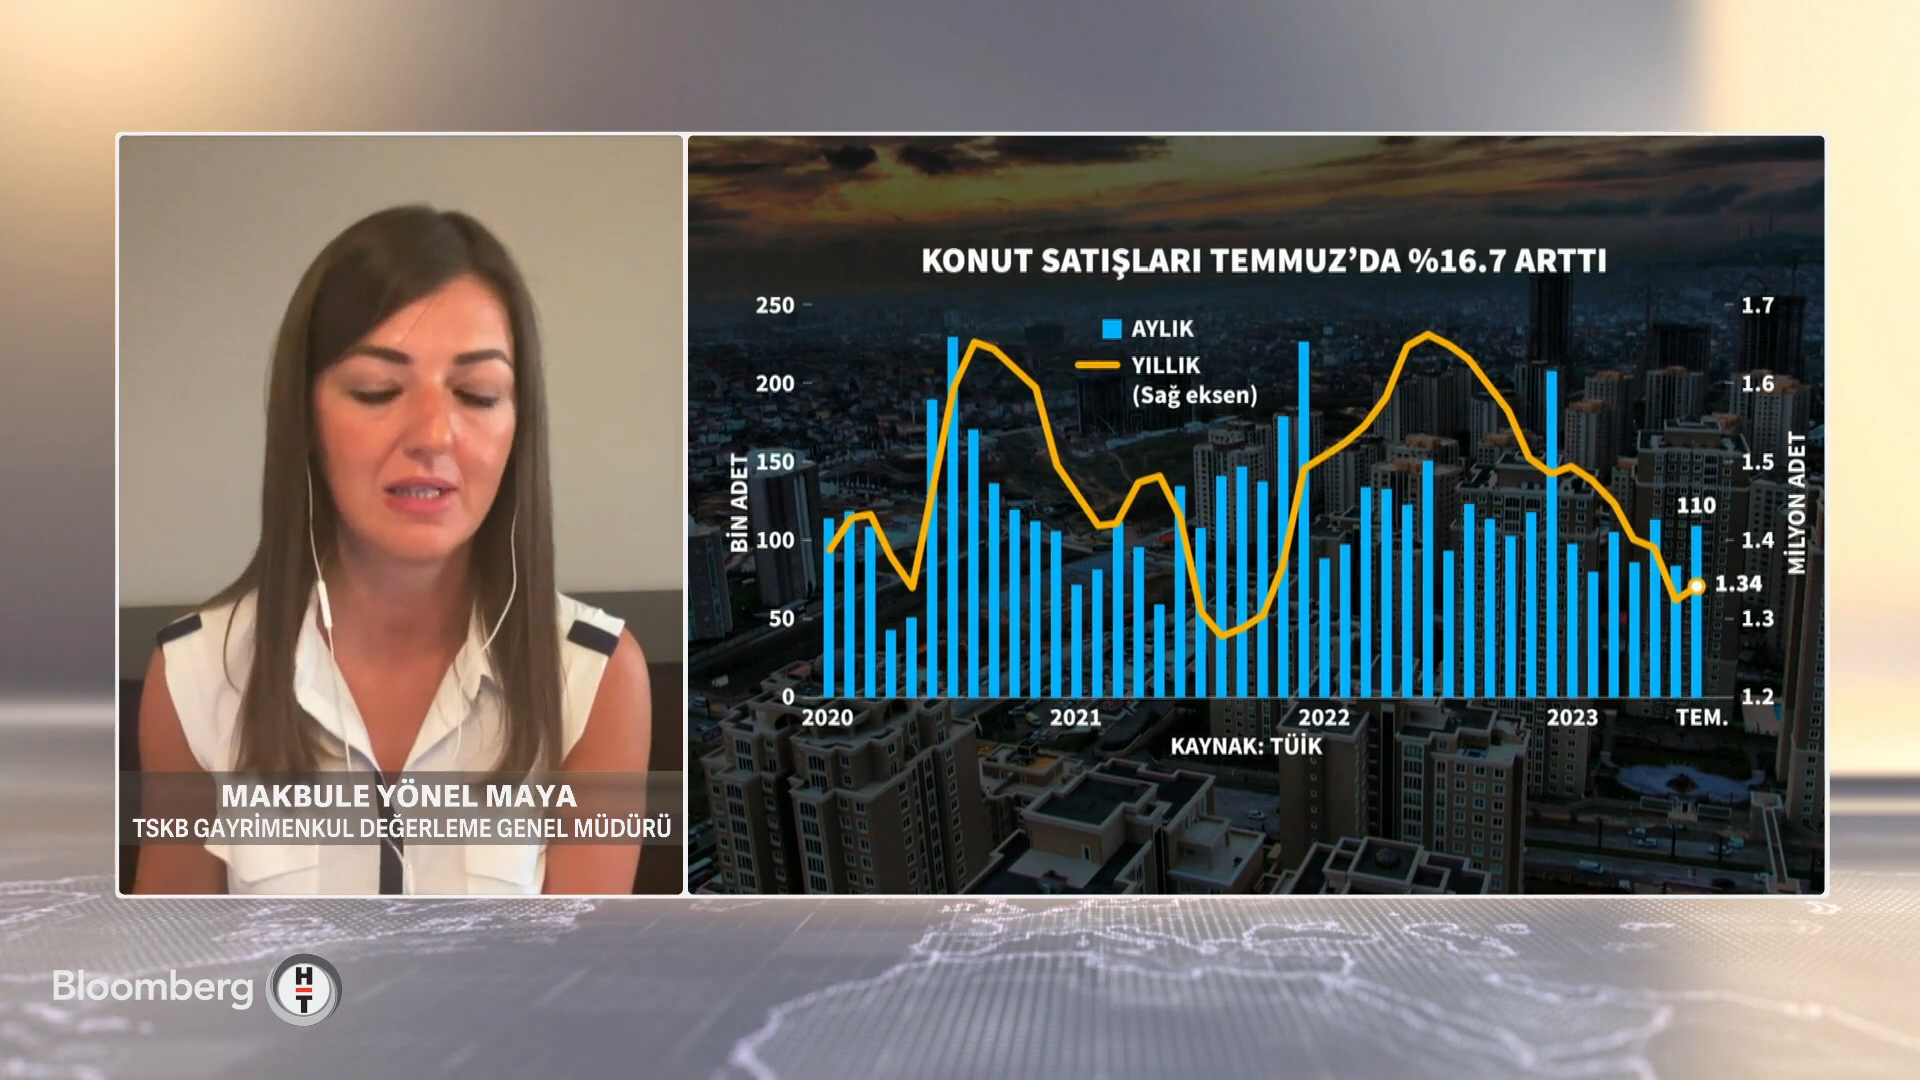 KONUT SATIŞLARI TEMMUZ’DA %16.7 ARTTI
AYLIK
YILLIK
(Sağ eksen)
BİN ADET
250
200
150
100
50
0
1.7
1.6
1.5
1.4
1.3
1.2
MİLYON ADET
110
1.34
2020
2021
2022
2023
TEM.
KAYNAK: TÜİK
MAKBULE YÖNEL MAYA
TSKB GAYRİMENKUL DEĞERLEME GENEL MÜDÜRÜ
Bloomberg HT